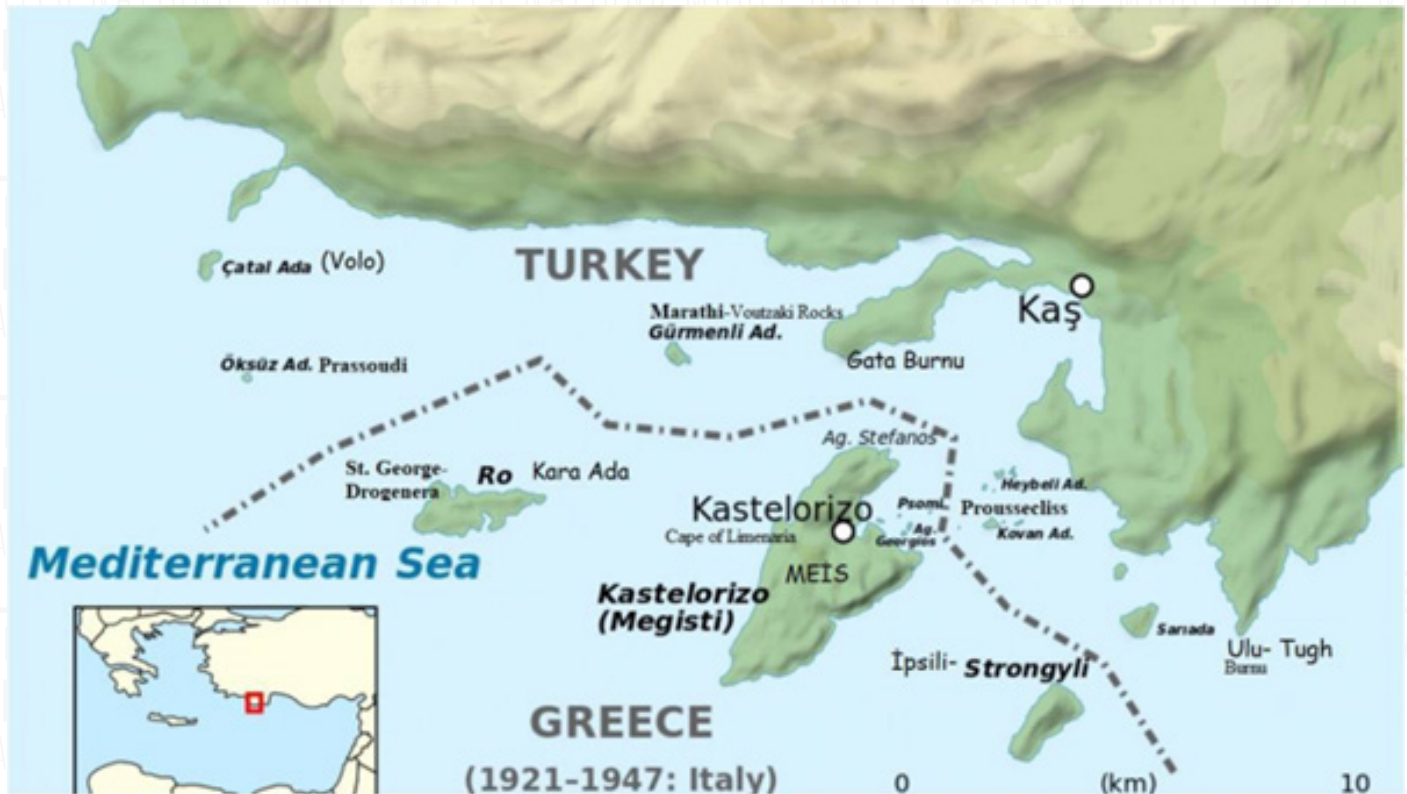 Çatal Ada (Volo)
TURKEY
Kaş
Marathi-Voutzaki Rocks
Gürmenli Ad.
Gata Burnu
Öksüz Ad. Prassoudi
Ag. Stefanos
St. George-
Drogenera
Ro Kara Ada
Heybeli Ad.
Kastelorizo
Psomi
Proussecliss
Cape of Limenaria
Ag.
Georgios
Kovan Ad.
Mediterranean Sea
MEİS
Kastelorizo
(Megisti)
Sarıada
Ulu- Tugh
Burnu
İpsili- Strongyli
GREECE
(1921–1947: Italy)
0 (km) 10